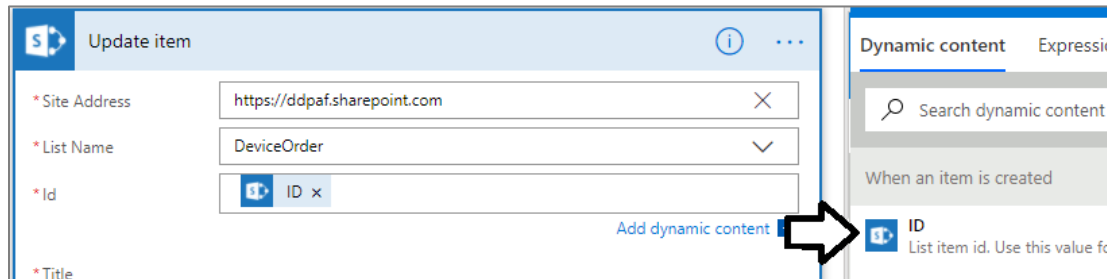 Update item
* Site Address
https://ddpaf.sharepoint.com
* List Name
DeviceOrder
* Id
ID ×
Add dynamic content
* Title
Dynamic content
Search dynamic content
When an item is created
ID
List item id. Use this value